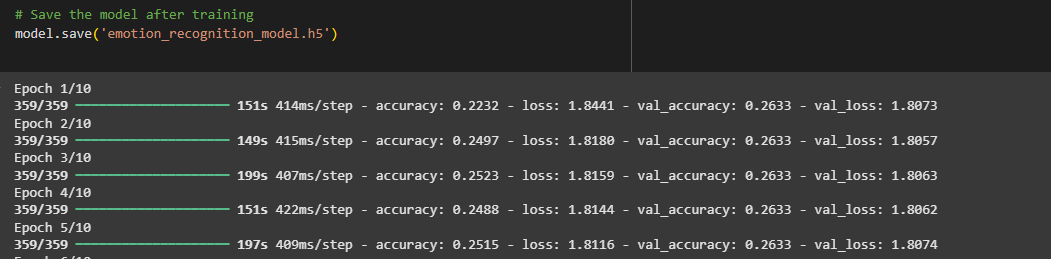 # Save the model after training
model.save('emotion_recognition_model.h5')
Epoch 1/10
359/359 ━━━━━━━━━━━━━━━━━━━━ 151s 414ms/step - accuracy: 0.2232 - loss: 1.8441 - val_accuracy: 0.2633 - val_loss: 1.8073
Epoch 2/10
359/359 ━━━━━━━━━━━━━━━━━━━━ 149s 415ms/step - accuracy: 0.2497 - loss: 1.8180 - val_accuracy: 0.2633 - val_loss: 1.8057
Epoch 3/10
359/359 ━━━━━━━━━━━━━━━━━━━━ 199s 407ms/step - accuracy: 0.2523 - loss: 1.8159 - val_accuracy: 0.2633 - val_loss: 1.8063
Epoch 4/10
359/359 ━━━━━━━━━━━━━━━━━━━━ 151s 422ms/step - accuracy: 0.2488 - loss: 1.8144 - val_accuracy: 0.2633 - val_loss: 1.8062
Epoch 5/10
359/359 ━━━━━━━━━━━━━━━━━━━━ 197s 409ms/step - accuracy: 0.2515 - loss: 1.8116 - val_accuracy: 0.2633 - val_loss: 1.8074